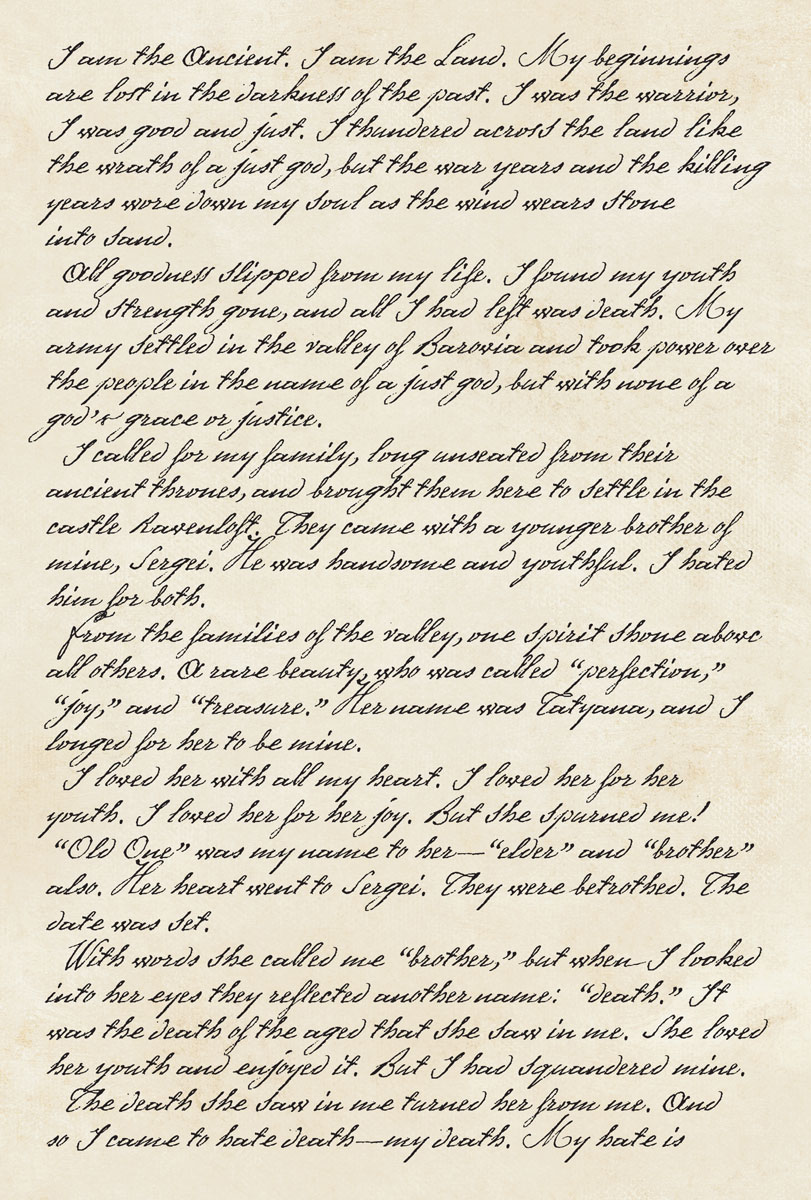 I am the Ancient. I am the Land. My beginnings
are lost in the darkness of the past. I was the warrior,
I was good and just. I thundered across the land like
the wrath of a just god, but the war years and the killing
years wore down my soul as the wind wears stone
into sand.
All goodness slipped from my life. I found my youth
and strength gone, and all I had left was death. My
army settled in the valley of Barovia and took power over
the people in the name of a just god, but with none of a
god's grace or justice.
I called for my family, long unseated from their
ancient thrones, and brought them here to settle in the
castle Ravenloft. They came with a younger brother of
mine, Sergei. He was handsome and youthful. I hated
him for both.
From the families of the valley, one spirit shone above
all others. A rare beauty, who was called “perfection,”
“joy,” and “treasure.” Her name was Tatyana, and I
longed for her to be mine.
I loved her with all my heart. I loved her for her
youth. I loved her for her joy. But she spurned me!
“Old One” was my name to her—“elder” and “brother”
also. Her heart went to Sergei. They were betrothed. The
date was set.
With words she called me “brother,” but when I looked
into her eyes they reflected another name: “death.” It
was the death of the aged that she saw in me. She loved
her youth and enjoyed it. But I had squandered mine.
The death she saw in me turned her from me. And
so I came to hate death—my death. My hate is